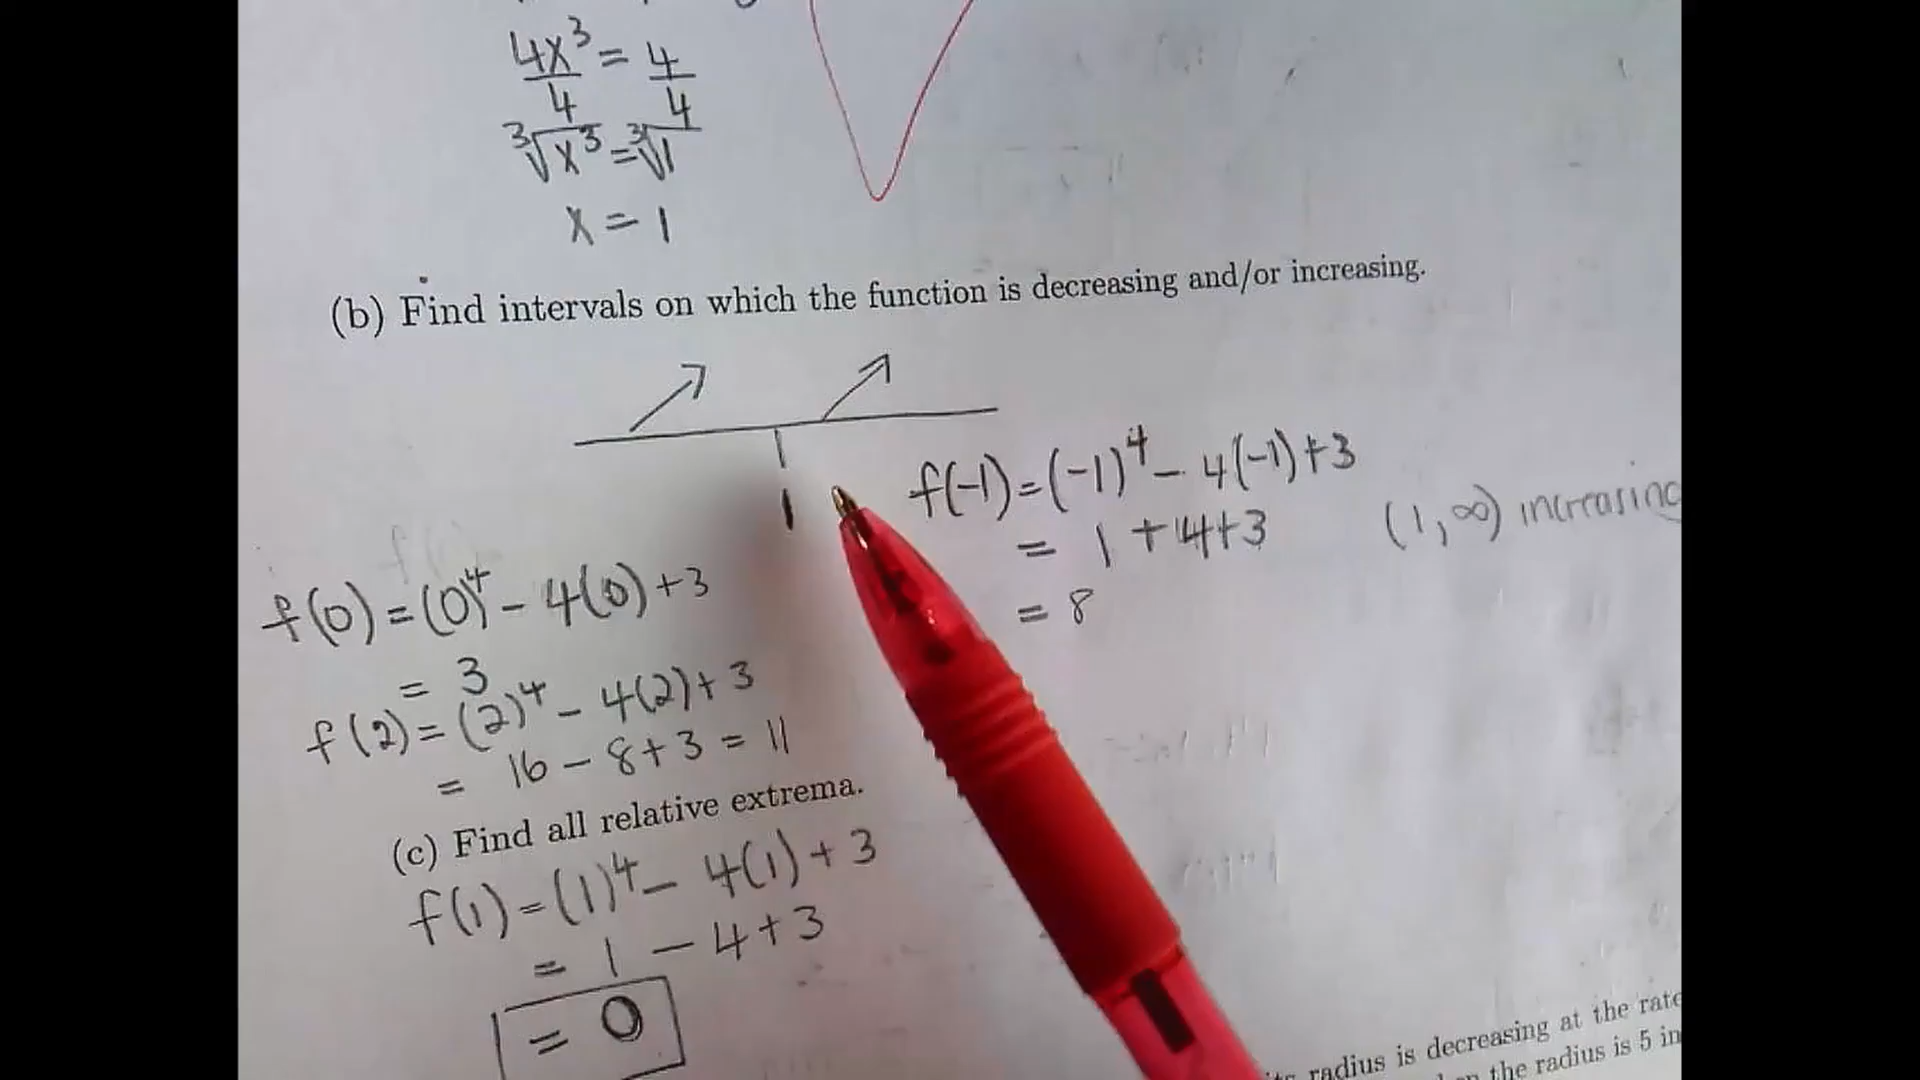 4x³ = 4
4 4
³√x³ = ³√1
x = 1
(b) Find intervals on which the function is decreasing and/or increasing.
1
f(-1) = (-1)⁴ - 4(-1) + 3
= 1 + 4 + 3
= 8
(1, ∞) increasing
f(0) = (0)⁴ - 4(0) + 3
= 3
f(2) = (2)⁴ - 4(2) + 3
= 16 - 8 + 3 = 11
(c) Find all relative extrema.
f(1) = (1)⁴ - 4(1) + 3
= 1 - 4 + 3
= 0
radius is decreasing at the rate
the radius is 5 in